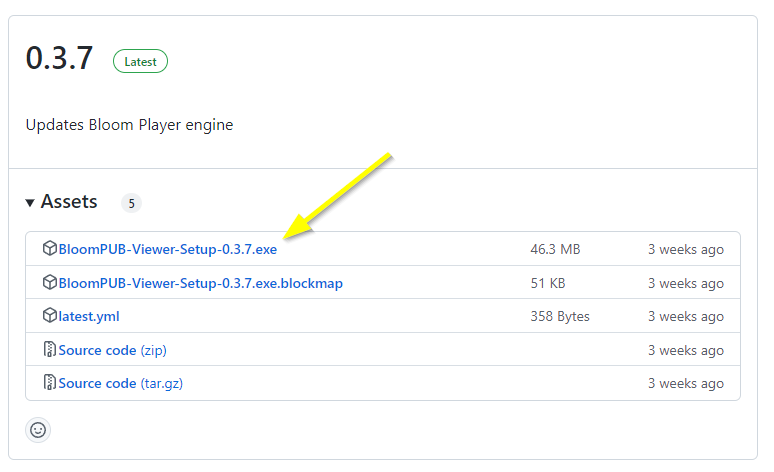 0.3.7 Latest
Updates Bloom Player engine
Assets 5
BloomPUB-Viewer-Setup-0.3.7.exe 46.3 MB 3 weeks ago
BloomPUB-Viewer-Setup-0.3.7.exe.blockmap 51 KB 3 weeks ago
latest.yml 358 Bytes 3 weeks ago
Source code (zip) 3 weeks ago
Source code (tar.gz) 3 weeks ago